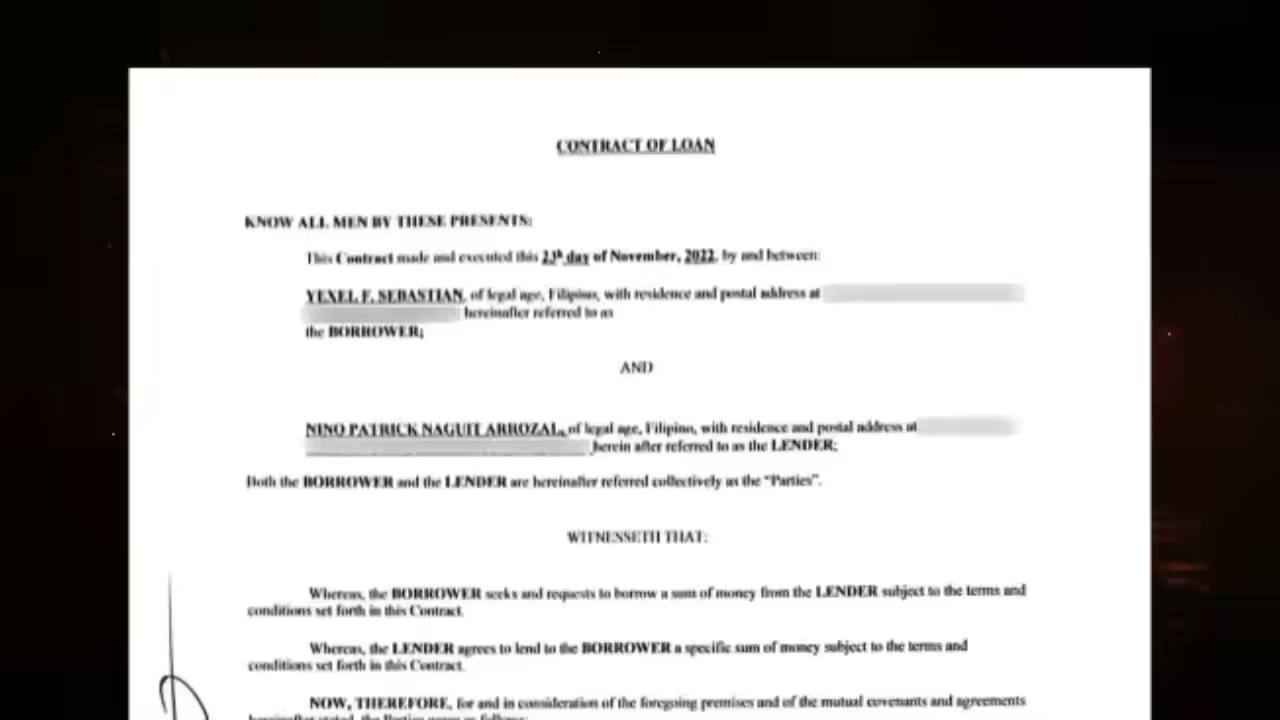 CONTRACT OF LOAN
KNOW ALL MEN BY THESE PRESENTS:
This Contract made and executed this 23th day of November, 2022, by and between:
YEXEL F. SEBASTIAN, of legal age, Filipino, with residence and postal address at
hereinafter referred to as
the BORROWER;
AND
NINO PATRICK NAGUIT ARROZAL, of legal age, Filipino, with residence and postal address at
herein after referred to as the LENDER;
Both the BORROWER and the LENDER are hereinafter referred collectively as the “Parties”.
WITNESSETH THAT:
Whereas, the BORROWER seeks and requests to borrow a sum of money from the LENDER subject to the terms and
conditions set forth in this Contract.
Whereas, the LENDER agrees to lend to the BORROWER a specific sum of money subject to the terms and
conditions set forth in this Contract.
NOW, THEREFORE, for and in consideration of the foregoing premises and of the mutual covenants and agreements
hereinafter stated, the Parties agree as follows: